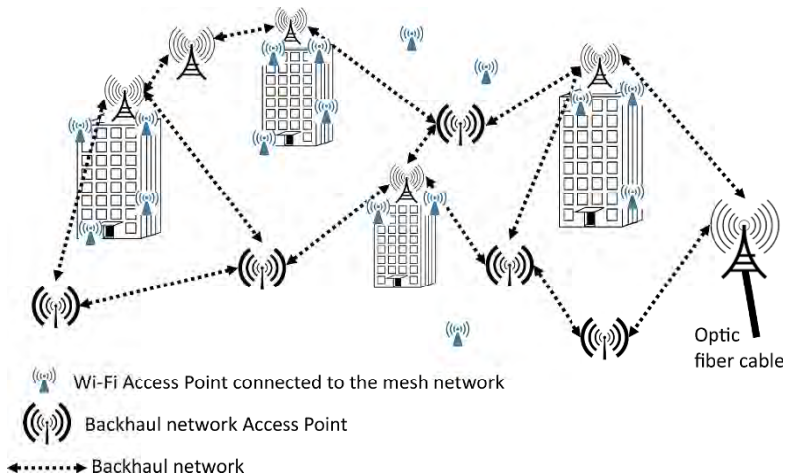 Optic
fiber cable
Wi-Fi Access Point connected to the mesh network
Backhaul network Access Point
Backhaul network